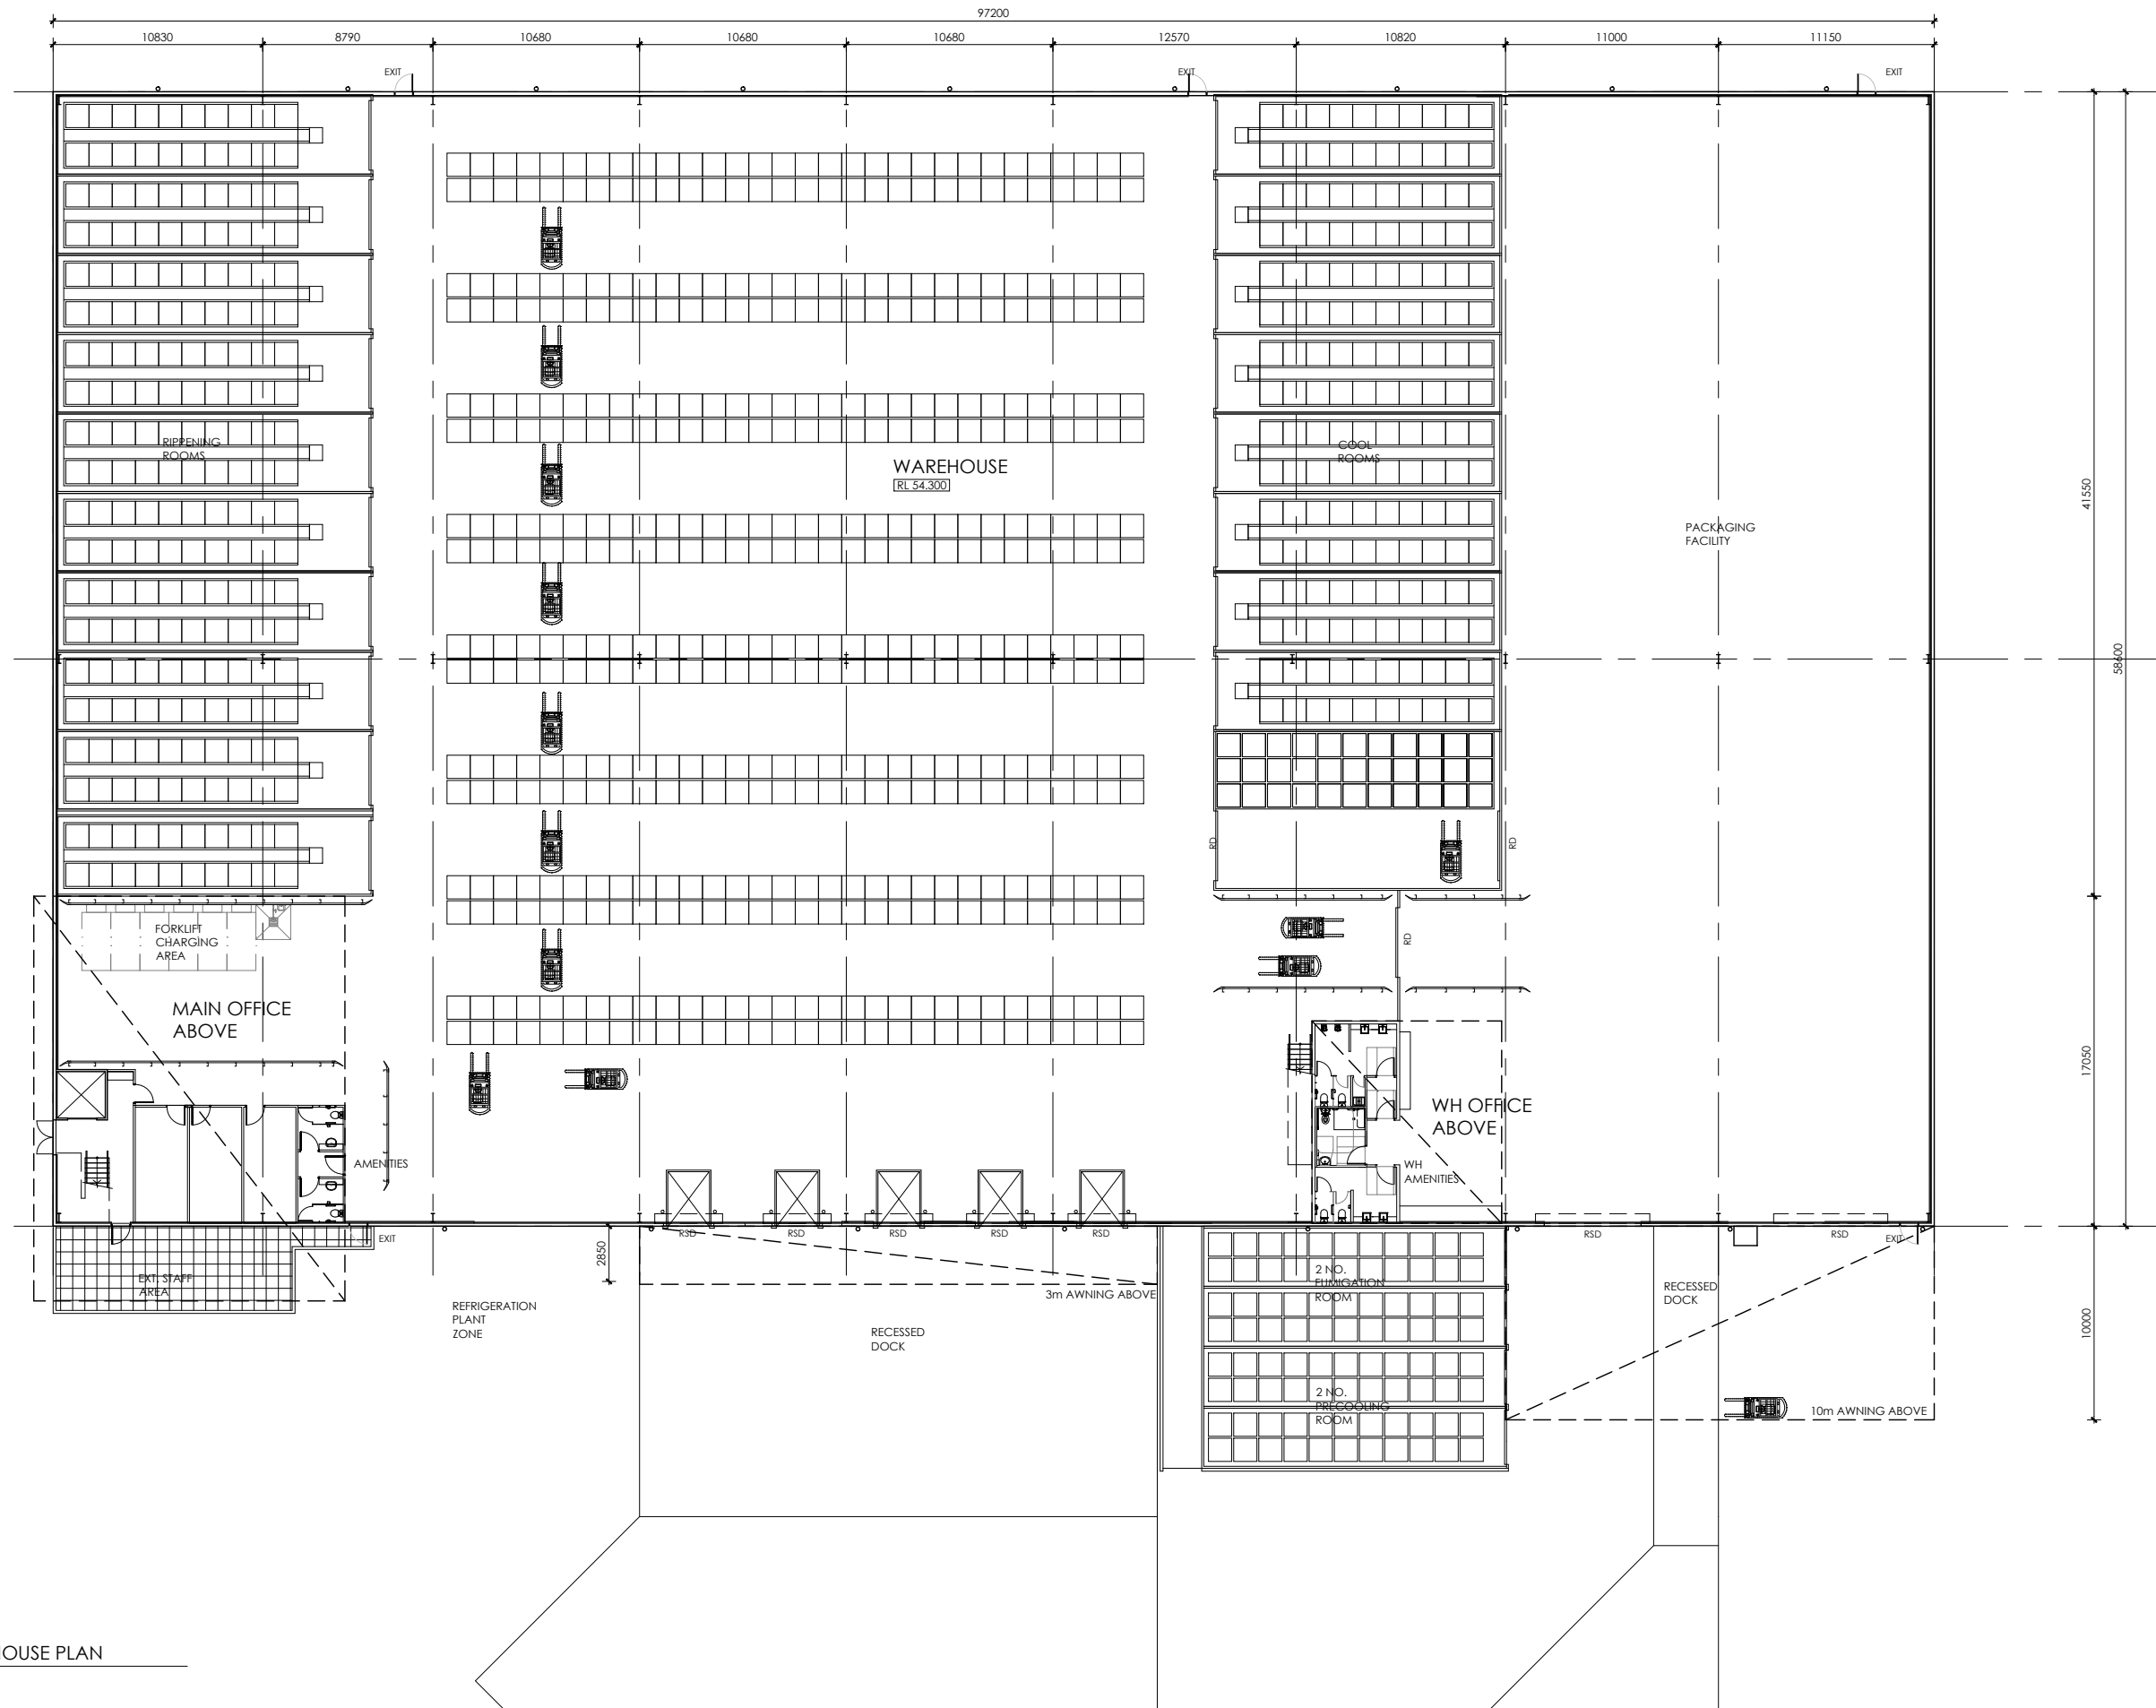 97200
10830
8790
10680
10680
10680
12570
10820
11000
11150
EXIT
EXIT
EXIT
RIPPENING
ROOMS
WAREHOUSE
RL 54.300
COOL
ROOMS
PACKAGING
FACILITY
41550
58600
RD
RD
RD
FORKLIFT
CHARGING
AREA
MAIN OFFICE
ABOVE
17050
WH OFFICE
ABOVE
AMENITIES
WH
AMENITIES
EXIT
RSD
RSD
RSD
RSD
RSD
RSD
RSD
EXIT
2850
EXT. STAFF
AREA
2 NO.
FUMIGATION
ROOM
3m AWNING ABOVE
RECESSED
DOCK
REFRIGERATION
PLANT
ZONE
RECESSED
DOCK
10000
2 NO.
PRECOOLING
ROOM
10m AWNING ABOVE
OUSE PLAN